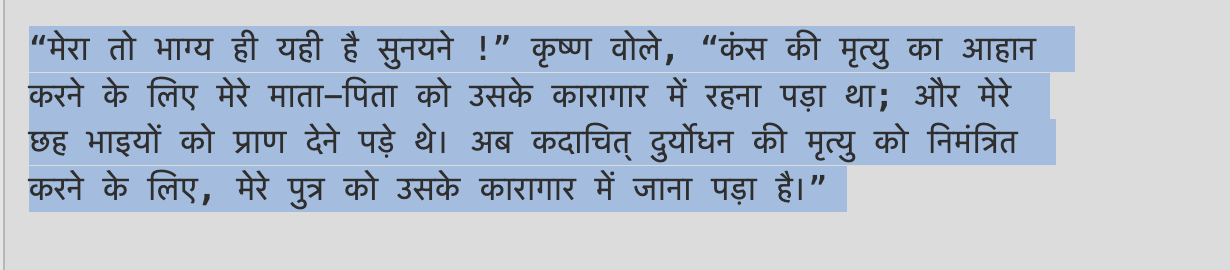 “मेरा तो भाग्य ही यही है सुनयने !” कृष्ण वोले, “कंस की मृत्यु का आहान
करने के लिए मेरे माता–पिता को उसके कारागार में रहना पड़ा था; और मेरे
छह भाइयों को प्राण देने पड़े थे। अब कदाचित् दुर्योधन की मृत्यु को निमंत्रित
करने के लिए, मेरे पुत्र को उसके कारागार में जाना पड़ा है।”